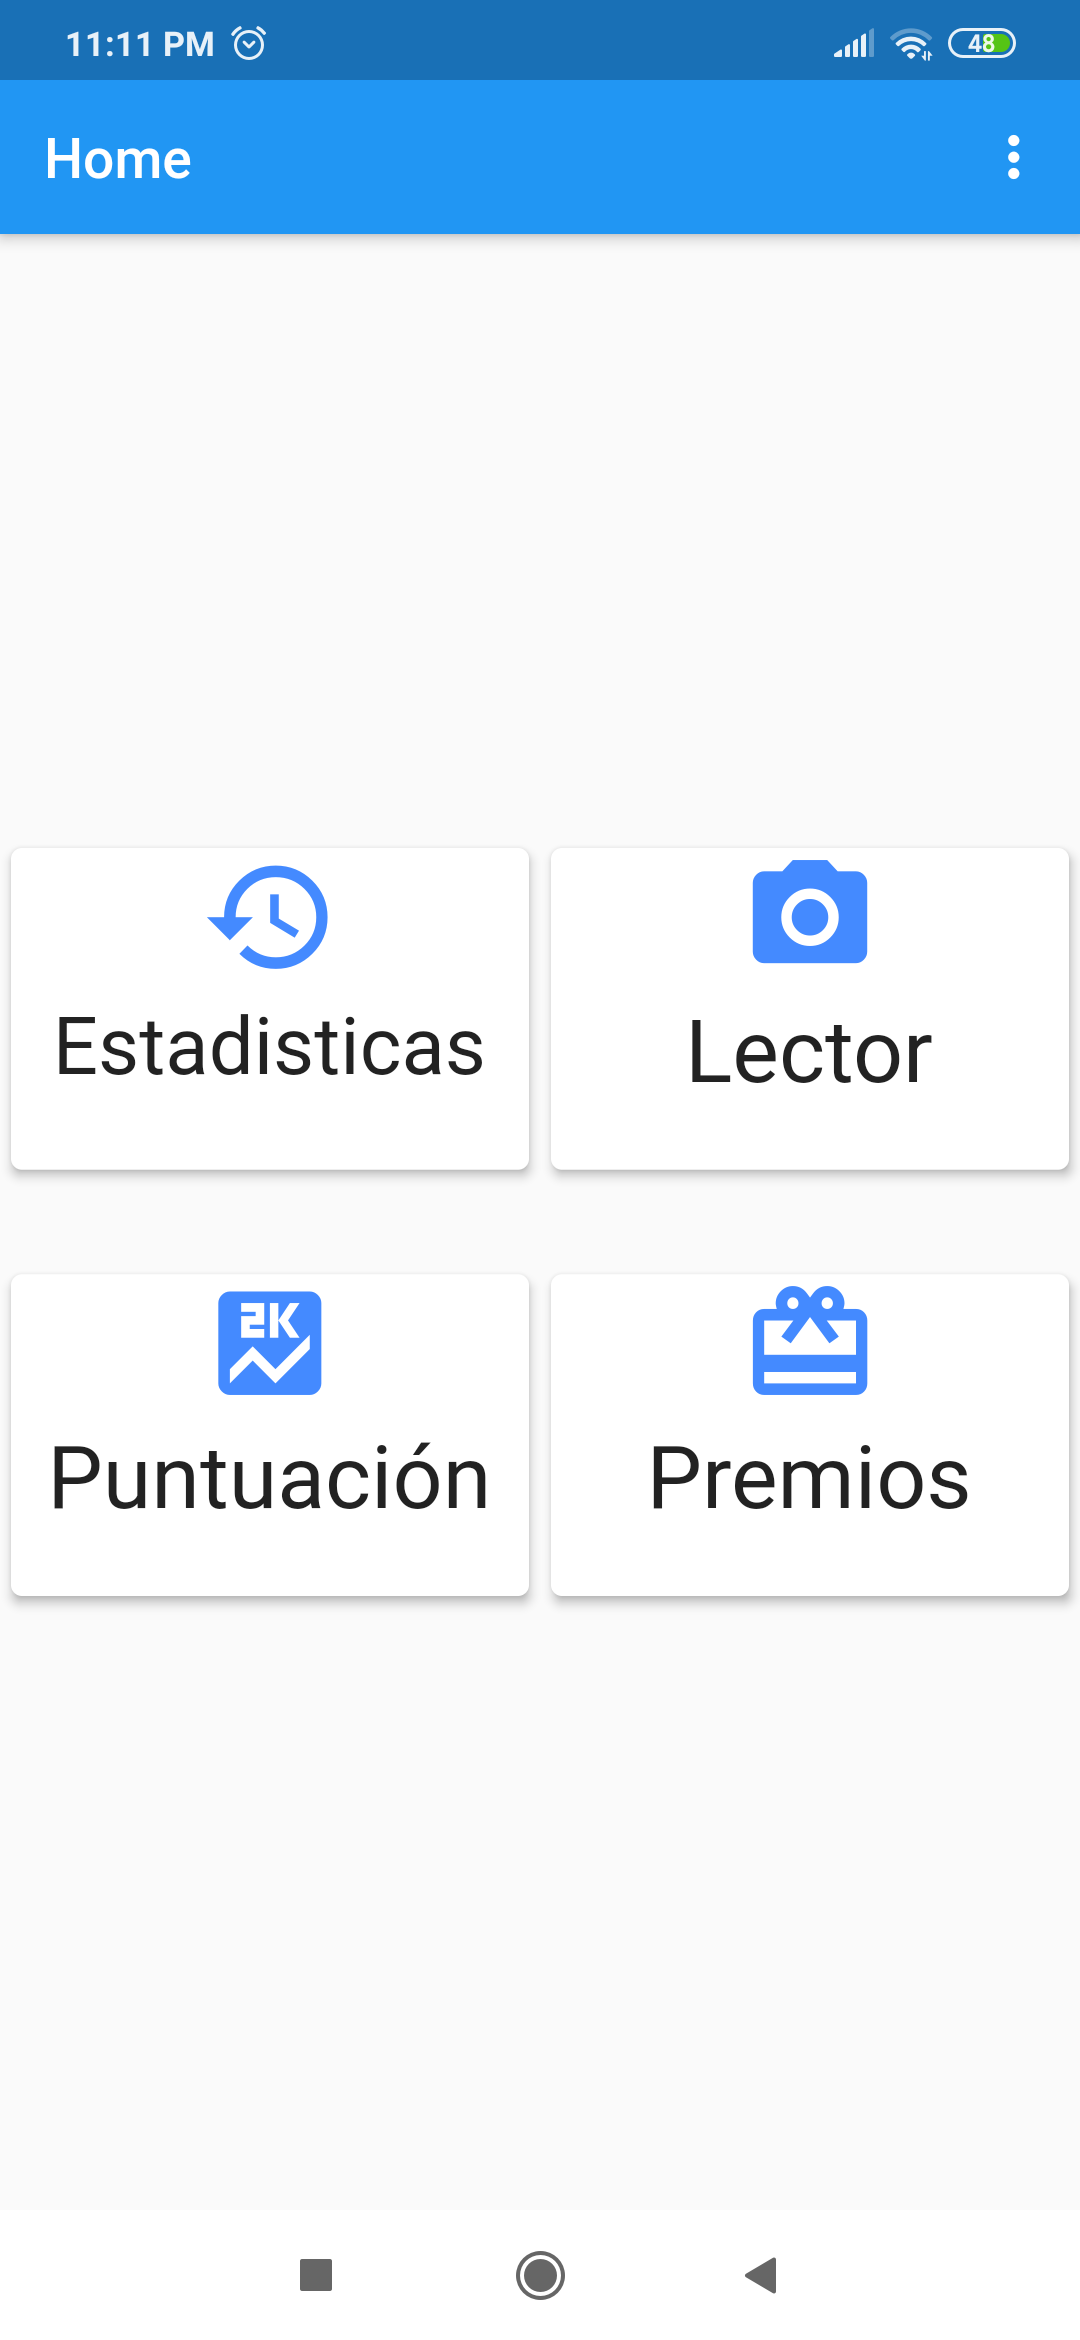 11:11 PM 48
Home
Estadisticas
Lector
2K
Puntuación
Premios